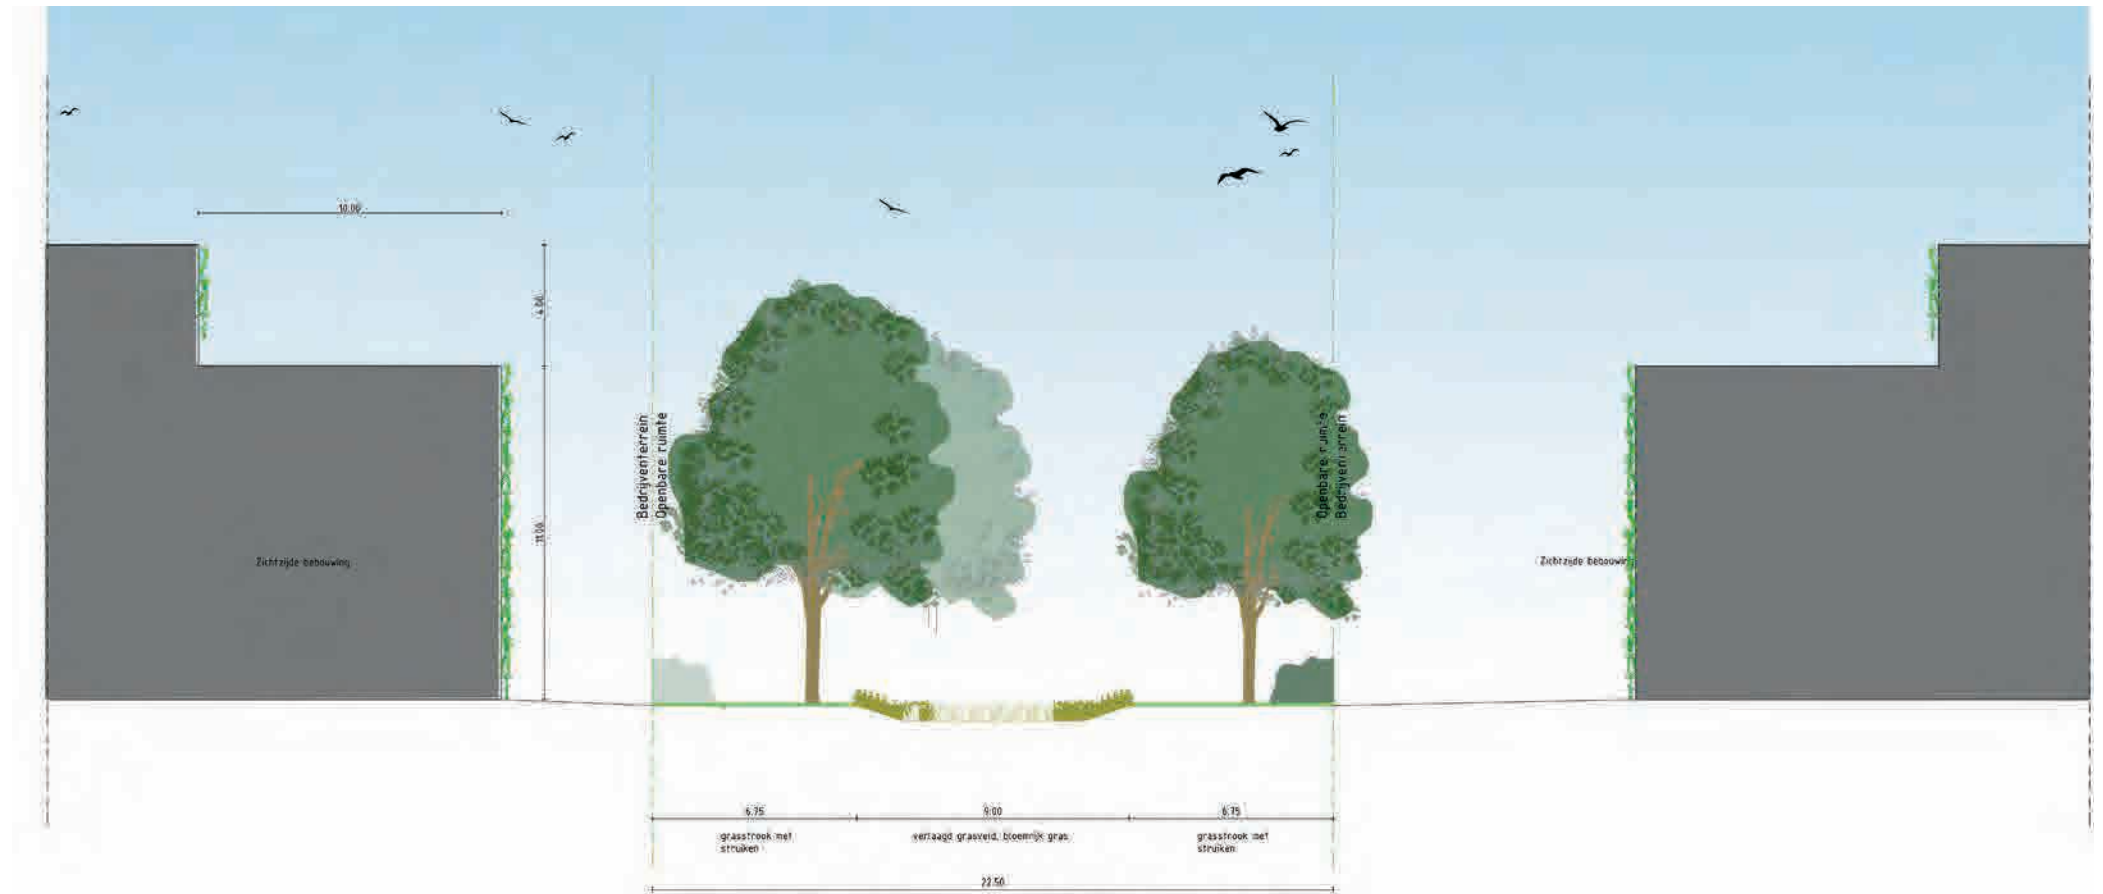 10.00
4.00
11.00
Bedrijventerrein
Openbare ruimte
Openbare ruimte
Bedrijventerrein
Zichtzijde bebouwing
Zichtzijde bebouwin
6.75
9.00
6.75
grasstrook met
struiken
verlaagd grasveld, bloemrijk gras
grasstrook met
struiken
22.50